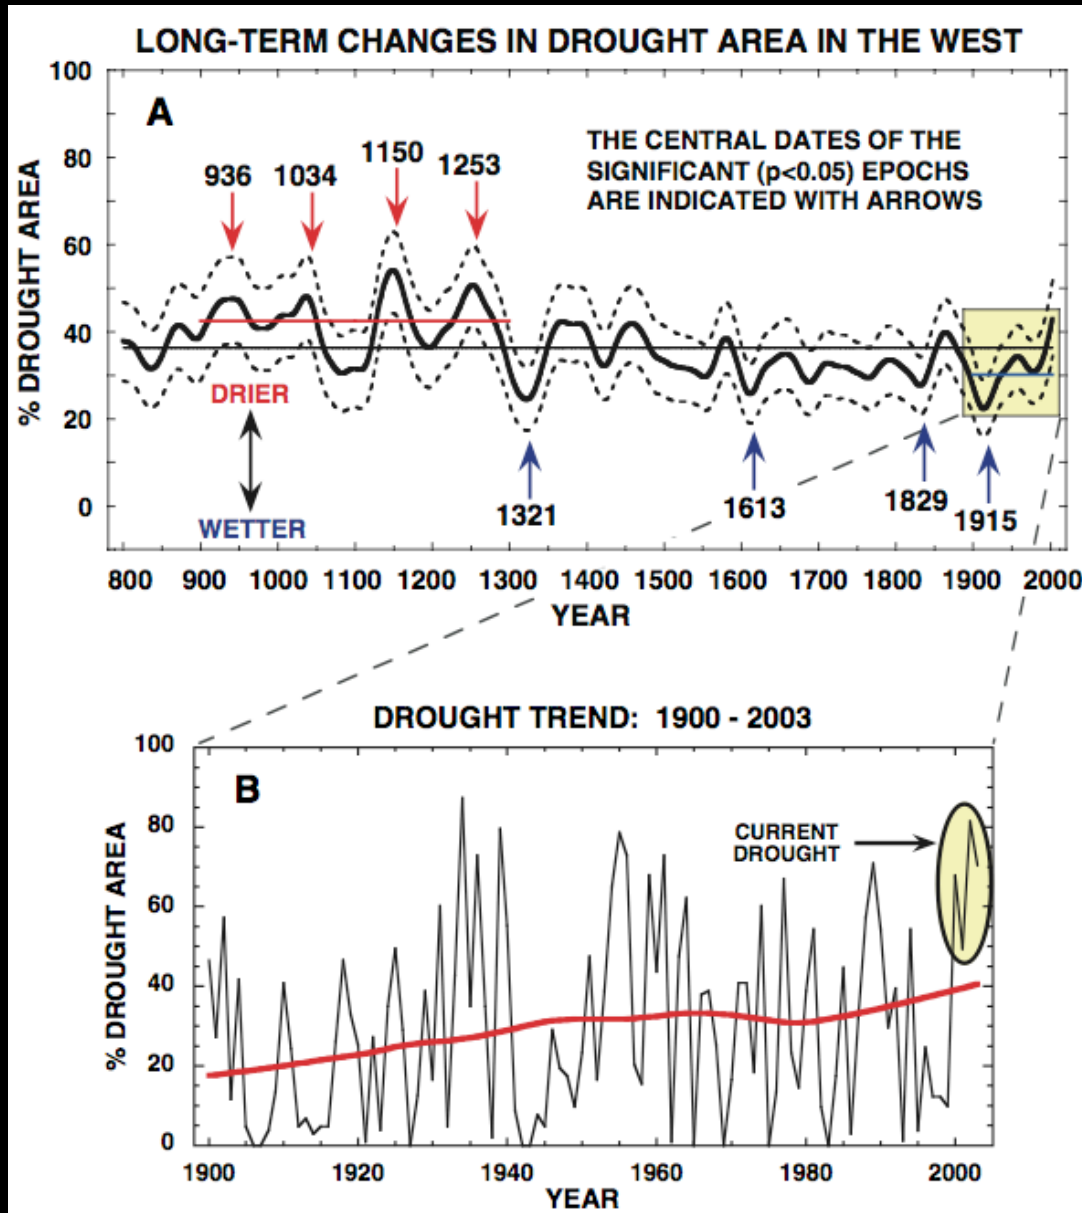 LONG-TERM CHANGES IN DROUGHT AREA IN THE WEST
100
80
60
40
20
0
% DROUGHT AREA
A
THE CENTRAL DATES OF THE
SIGNIFICANT (p<0.05) EPOCHS
ARE INDICATED WITH ARROWS
936
1034
1150
1253
DRIER
WETTER
1321
1613
1829
1915
800 900 1000 1100 1200 1300 1400 1500 1600 1700 1800 1900 2000
YEAR
DROUGHT TREND: 1900 - 2003
100
80
60
40
20
0
% DROUGHT AREA
B
CURRENT
DROUGHT
1900 1920 1940 1960 1980 2000
YEAR